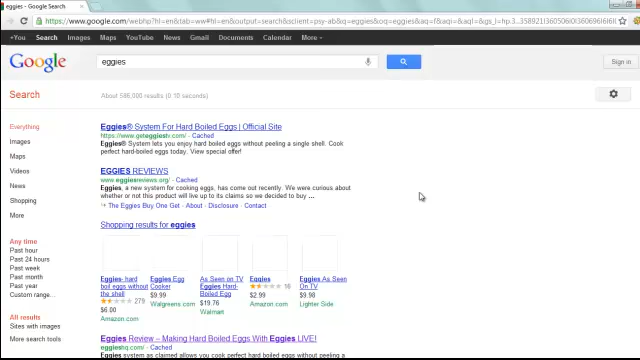 eggies - Google Search
https://www.google.com/webhp?hl=en&tab=ww#hl=en&output=search&sclient=psy-ab&q=eggies&oq=eggies&aq=f&aqi=&aql=&gs_l=hp.3
+You Search Images Maps YouTube News Gmail Documents Calendar More
Google eggies Sign in
Search About 586,000 results (0.10 seconds)
Everything
Images
Maps
Videos
News
Shopping
More
Any time
Past hour
Past 24 hours
Past week
Past month
Past year
Custom range...
All results
Sites with images
More search tools
Eggies® System For Hard Boiled Eggs | Official Site
https://www.geteggiestv.com/ - Cached
Eggies® System lets you enjoy hard boiled eggs without peeling a single shell. Cook
perfect hard-boiled eggs today. View special offer!
EGGIES REVIEWS
www.eggiesreviews.org/ - Cached
Eggies, a new system for cooking eggs, has come out recently. We were curious about
whether or not this product will live up to its claims so we decided to buy ...
The Eggies Buy One Get - About - Disclosure - Contact
Shopping results for eggies
Eggies- hard
boil eggs without
the shell
279
$6.00
Amazon.com
Eggies Egg
Cooker
$9.99
Walgreens.com
As Seen on TV
Eggies Hard-
Boiled Egg
$19.76
Walmart
Eggies
16
$2.99
Amazon.com
Eggies As Seen
On TV
$9.98
Lighter Side
Eggies Review – Making Hard Boiled Eggs With Eggies LIVE!
eggieshq.com/ - Cached
Eggies system as claimed allows you cook perfect hard boiled eggs without peeling a